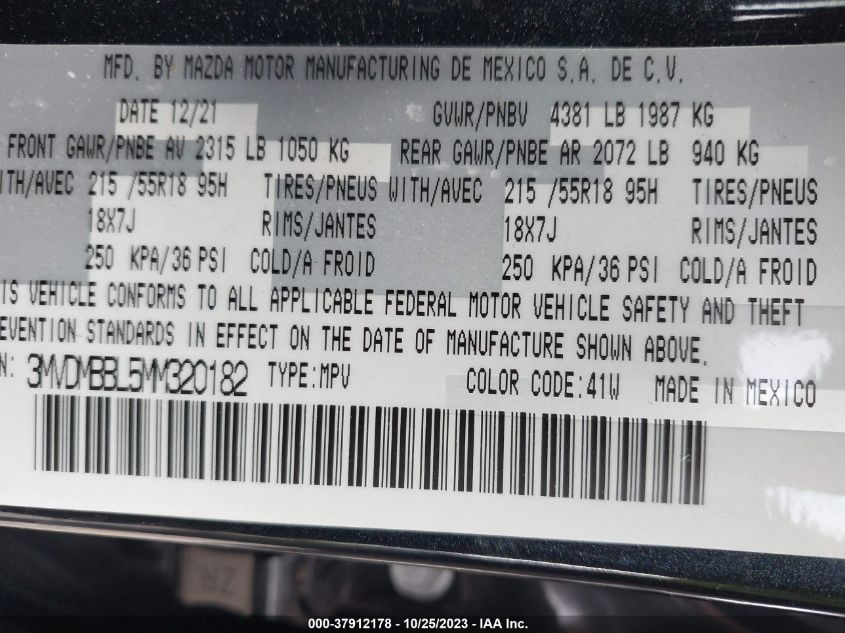 MFD. BY MAZDA MOTOR MANUFACTURING DE MEXICO S.A. DE C.V.
DATE 12/21 GVWR/PNBV 4381 LB 1987 KG
FRONT GAWR/PNBE AV 2315 LB 1050 KG REAR GAWR/PNBE AR 2072 LB 940 KG
ITH/AVEC 215 /55R18 95H TIRES/PNEUS WITH/AVEC 215 /55R18 95H TIRES/PNEUS
18X7J RIMS/JANTES 18X7J RIMS/JANTES
250 KPA/36 PSI COLD/A FROID 250 KPA/36 PSI COLD/A FROID
IS VEHICLE CONFORMS TO ALL APPLICABLE FEDERAL MOTOR VEHICLE SAFETY AND THEFT
EVENTION STANDARDS IN EFFECT ON THE DATE OF MANUFACTURE SHOWN ABOVE.
N: 3MVDMBBL5MM320182 TYPE:MPV COLOR CODE:41W MADE IN MEXICO
000-37912178 - 10/25/2023 - IAA Inc.